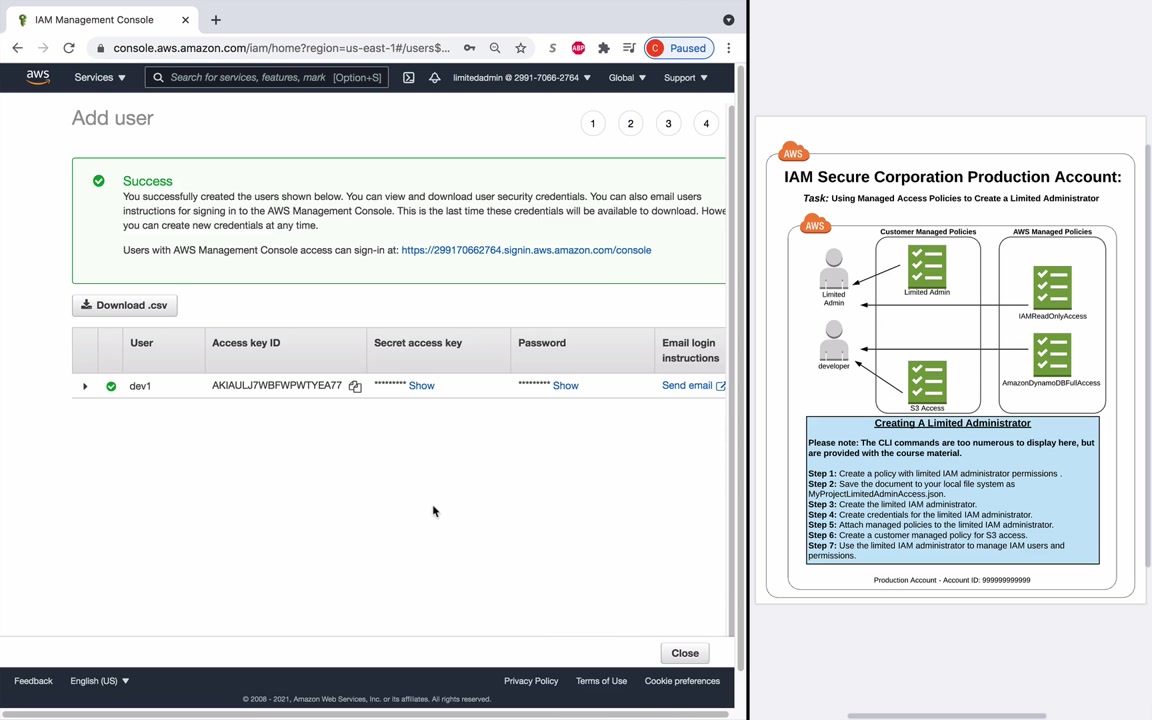 IAM Management Console
console.aws.amazon.com/iam/home?region=us-east-1#/users$...
S
ABP
C Paused
aws
Services
Search for services, features, mark [Option+S]
limitedadmin @ 2991-7066-2764
Global
Support
Add user
1 2 3 4
Success
You successfully created the users shown below. You can view and download user security credentials. You can also email users
instructions for signing in to the AWS Management Console. This is the last time these credentials will be available to download. Howe
you can create new credentials at any time.
Users with AWS Management Console access can sign-in at: https://299170662764.signin.aws.amazon.com/console
Download .csv
User Access key ID Secret access key Password Email login
instructions
dev1 AKIAULJ7WBFWPWTYEA77 ******** Show ********* Show Send email
Close
Feedback English (US) Privacy Policy Terms of Use Cookie preferences
© 2008 - 2021, Amazon Web Services, Inc. or its affiliates. All rights reserved.
AWS
IAM Secure Corporation Production Account:
Task: Using Managed Access Policies to Create a Limited Administrator
AWS
Customer Managed Policies
AWS Managed Policies
Limited
Admin
Limited Admin
IAMReadOnlyAccess
developer
AmazonDynamoDBFullAccess
S3 Access
Creating A Limited Administrator
Please note: The CLI commands are too numerous to display here, but
are provided with the course material.
Step 1: Create a policy with limited IAM administrator permissions .
Step 2: Save the document to your local file system as
MyProjectLimitedAdminAccess.json.
Step 3: Create the limited IAM administrator.
Step 4: Create credentials for the limited IAM administrator.
Step 5: Attach managed policies to the limited IAM administrator.
Step 6: Create a customer managed policy for S3 access.
Step 7: Use the limited IAM administrator to manage IAM users and
permissions.
Production Account - Account ID: 999999999999